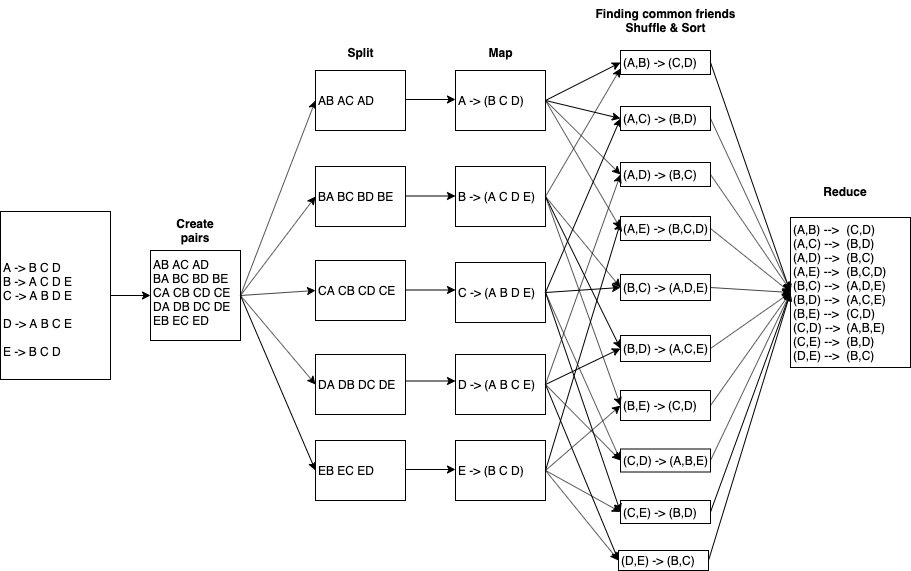 Finding common friends
Shuffle & Sort
Split
Map
(A,B) -> (C,D)
AB AC AD
A -> (B C D)
(A,C) -> (B,D)
(A,D) -> (B,C)
BA BC BD BE
B -> (A C D E)
Reduce
Create
pairs
(A,E) -> (B,C,D)
A -> B C D
B -> A C D E
C -> A B D E
D -> A B C E
E -> B C D
AB AC AD
BA BC BD BE
CA CB CD CE
DA DB DC DE
EB EC ED
CA CB CD CE
C -> (A B D E)
(B,C) -> (A,D,E)
(A,B) --> (C,D)
(A,C) --> (B,D)
(A,D) --> (B,C)
(A,E) --> (B,C,D)
(B,C) --> (A,D,E)
(B,D) --> (A,C,E)
(B,E) --> (C,D)
(C,D) --> (A,B,E)
(C,E) --> (B,D)
(D,E) --> (B,C)
(B,D) -> (A,C,E)
DA DB DC DE
D -> (A B C E)
(B,E) -> (C,D)
(C,D) -> (A,B,E)
EB EC ED
E -> (B C D)
(C,E) -> (B,D)
(D,E) -> (B,C)